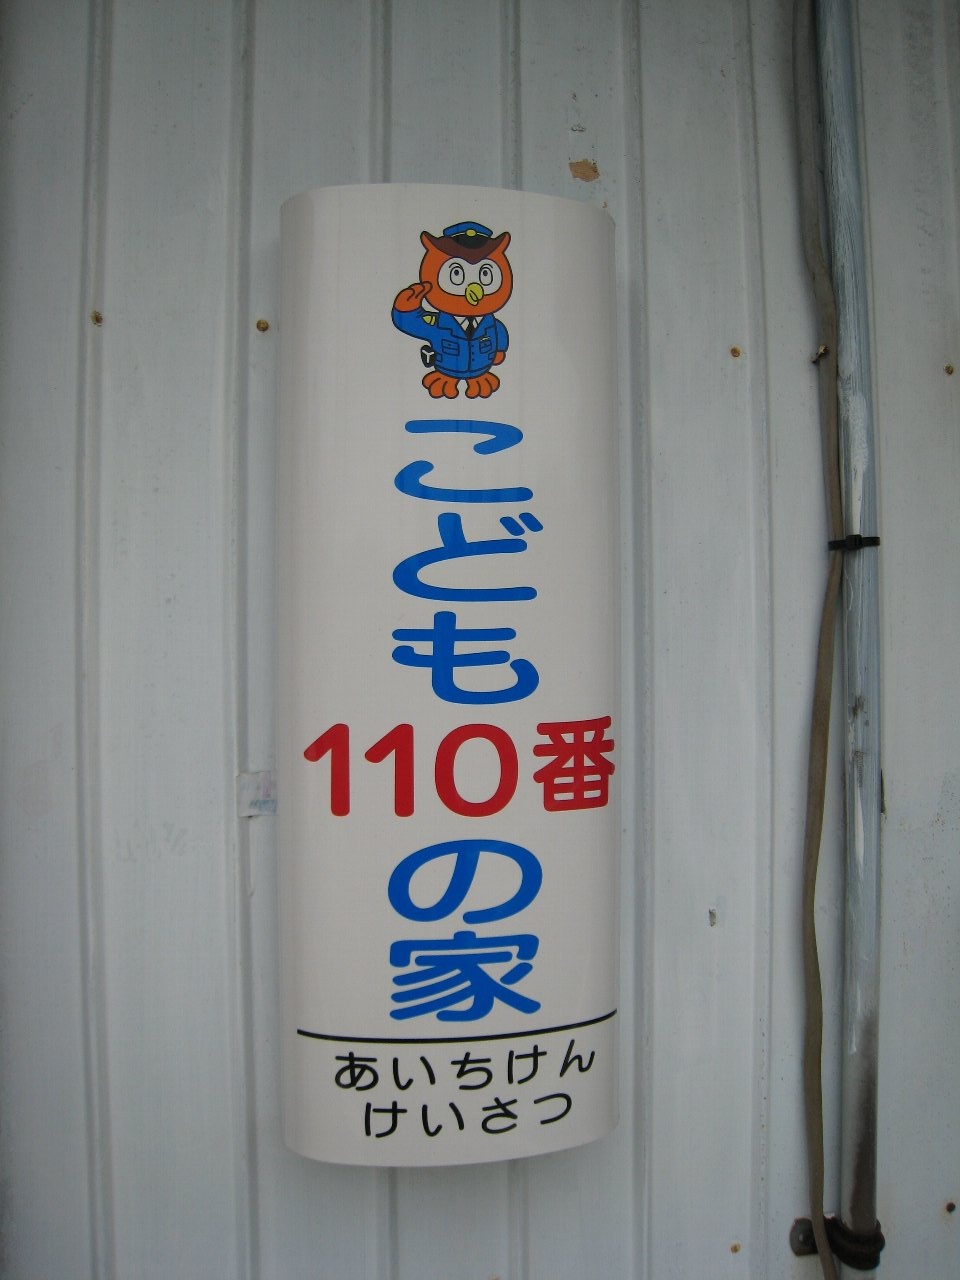 こども
110番
の家
あいちけん
けいさつ